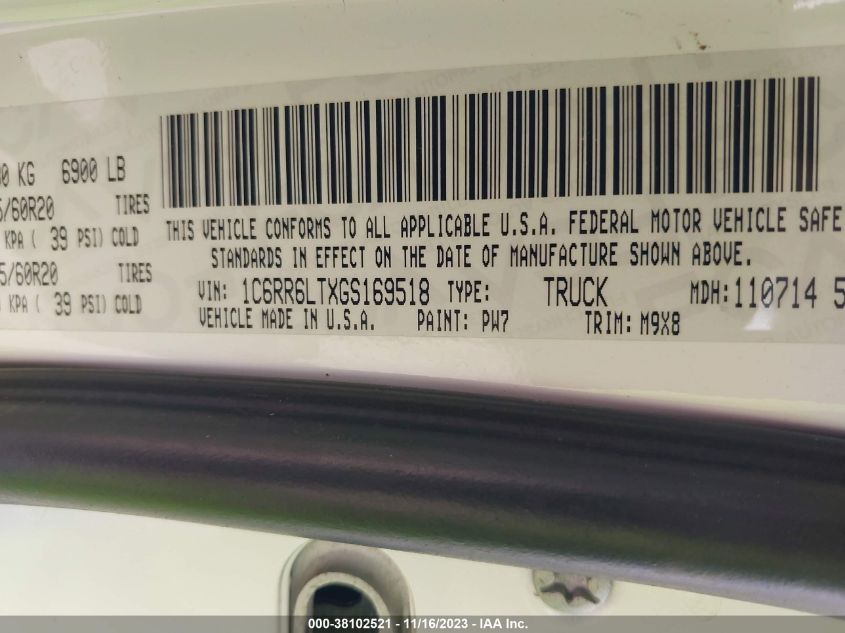 KG 6900 LB
/60R20 TIRES
KPA ( 39 PSI) COLD
5/60R20 TIRES
KPA ( 39 PSI) COLD
THIS VEHICLE CONFORMS TO ALL APPLICABLE U.S.A. FEDERAL MOTOR VEHICLE SAFE
STANDARDS IN EFFECT ON THE DATE OF MANUFACTURE SHOWN ABOVE.
VIN: 1C6RR6LTXGS169518 TYPE: TRUCK MDH: 110714 5
VEHICLE MADE IN U.S.A. PAINT: PW7 TRIM: M9X8
000-38102521 - 11/16/2023 - IAA Inc.